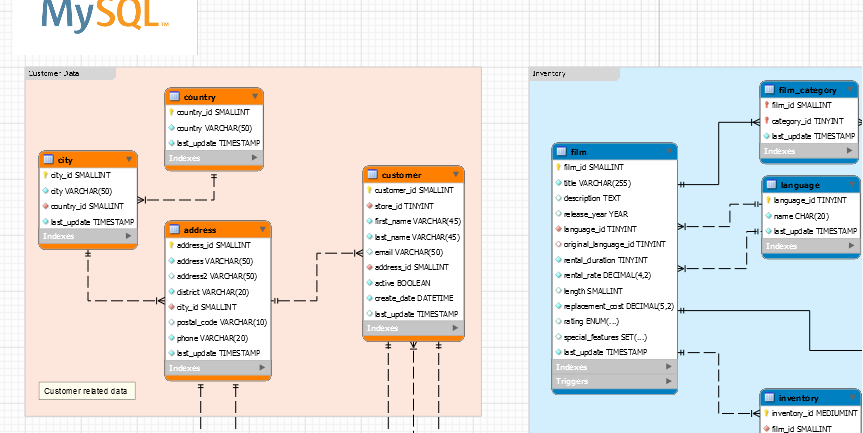 MySQL™
Customer Data
country
country_id SMALLINT
country VARCHAR(50)
last_update TIMESTAMP
Indexes
city
city_id SMALLINT
city VARCHAR(50)
country_id SMALLINT
last_update TIMESTAMP
Indexes
address
address_id SMALLINT
address VARCHAR(50)
address2 VARCHAR(50)
district VARCHAR(20)
city_id SMALLINT
postal_code VARCHAR(10)
phone VARCHAR(20)
last_update TIMESTAMP
Indexes
customer
customer_id SMALLINT
store_id TINYINT
first_name VARCHAR(45)
last_name VARCHAR(45)
email VARCHAR(50)
address_id SMALLINT
active BOOLEAN
create_date DATETIME
last_update TIMESTAMP
Indexes
Customer related data
Inventory
film
film_id SMALLINT
title VARCHAR(255)
description TEXT
release_year YEAR
language_id TINYINT
original_language_id TINYINT
rental_duration TINYINT
rental_rate DECIMAL(4,2)
length SMALLINT
replacement_cost DECIMAL(5,2)
rating ENUM(...)
special_features SET(...)
last_update TIMESTAMP
Indexes
Triggers
film_category
film_id SMALLINT
category_id TINYINT
last_update TIMESTAMP
Indexes
language
language_id TINYINT
name CHAR(20)
last_update TIMESTAMP
Indexes
inventory
inventory_id MEDIUMINT
film_id SMALLINT